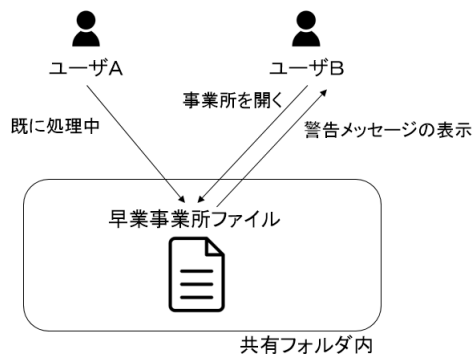 ユーザA
ユーザB
事業所を開く
既に処理中
警告メッセージの表示
早業事業所ファイル
共有フォルダ内